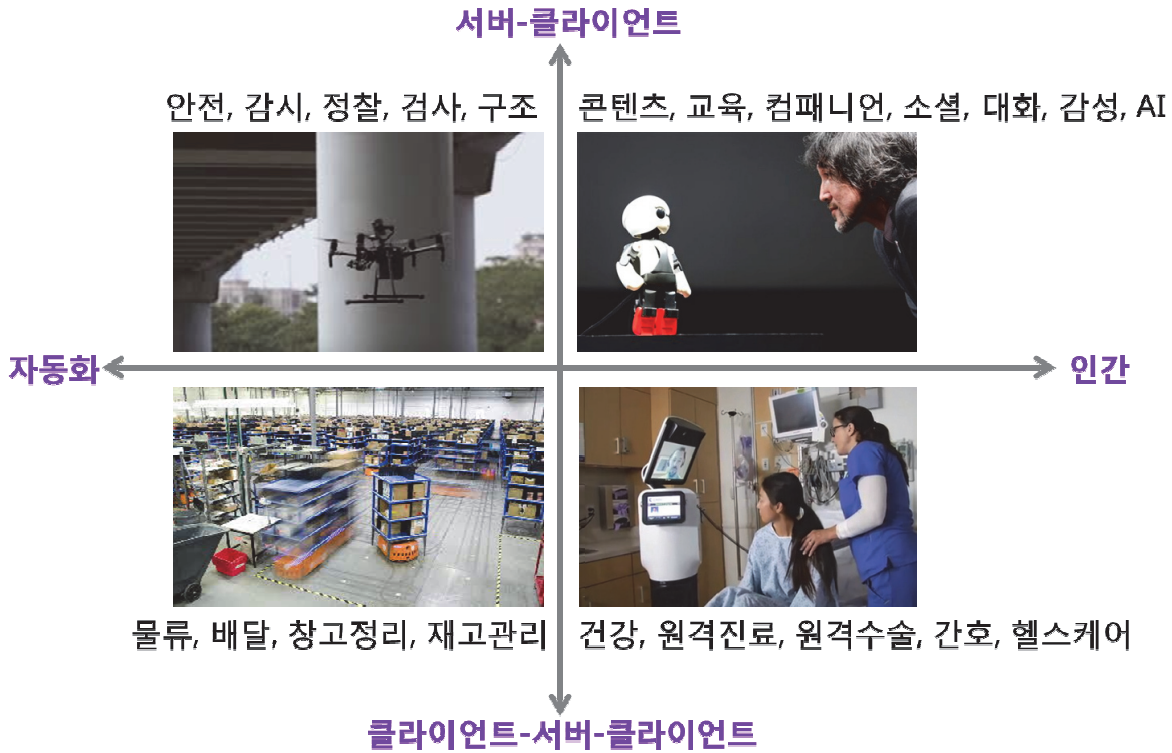 서버-클라이언트
안전, 감시, 정찰, 검사, 구조
콘텐츠, 교육, 컴패니언, 소셜, 대화, 감성, AI
자동화
인간
물류, 배달, 창고정리, 재고관리
건강, 원격진료, 원격수술, 간호, 헬스케어
클라이언트-서버-클라이언트